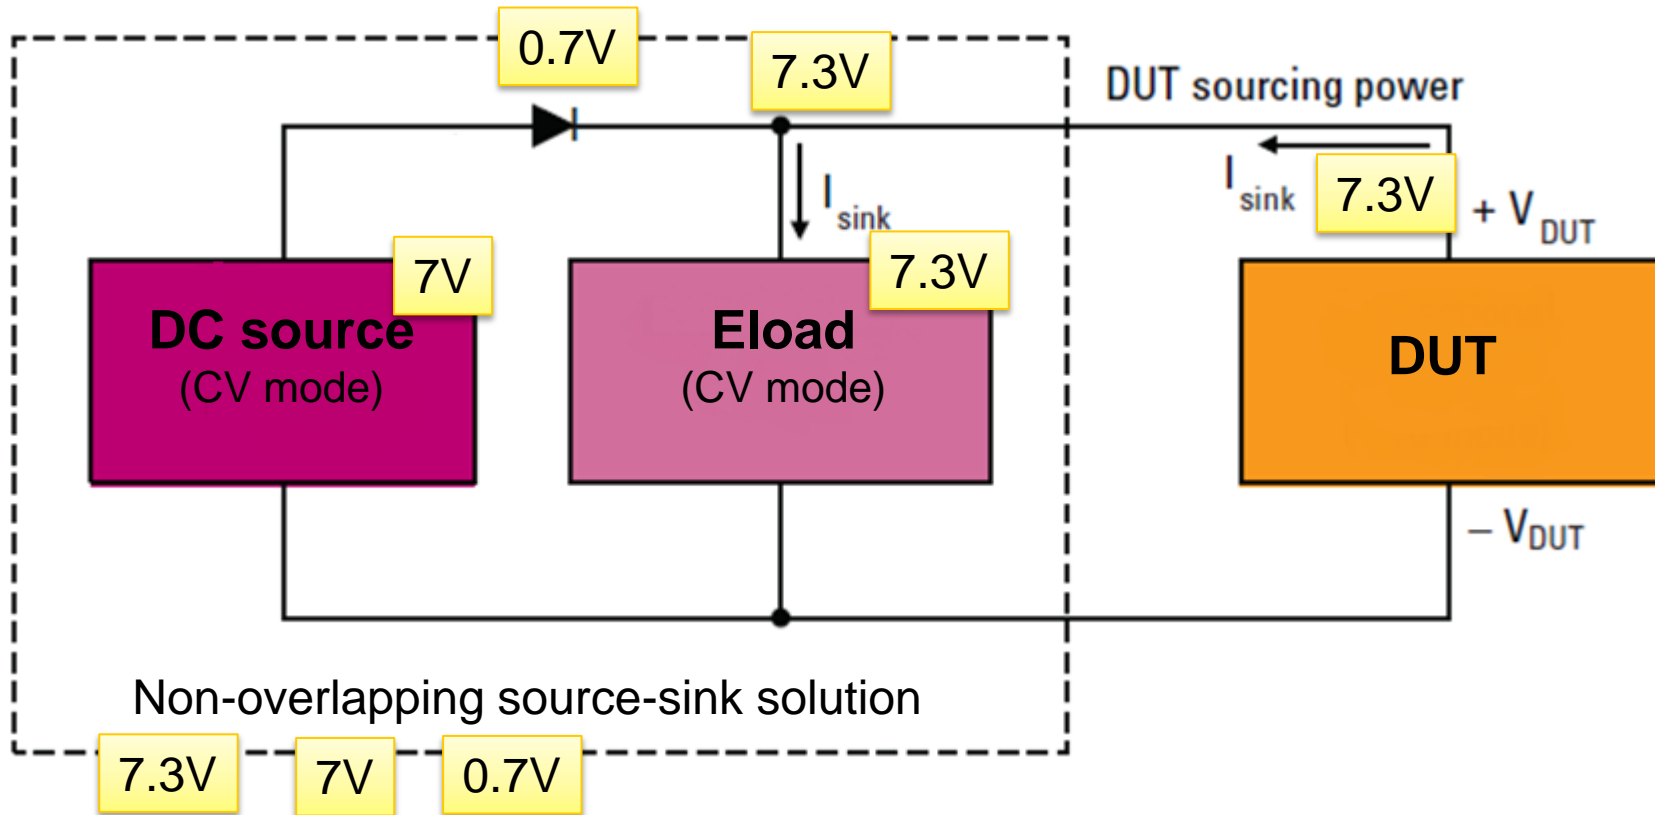 0.7V
7.3V
DUT sourcing power
I sink
I sink
7.3V
+ V DUT
7V
7.3V
DC source
(CV mode)
Eload
(CV mode)
DUT
– VDUT
Non-overlapping source-sink solution
7.3V
7V
0.7V